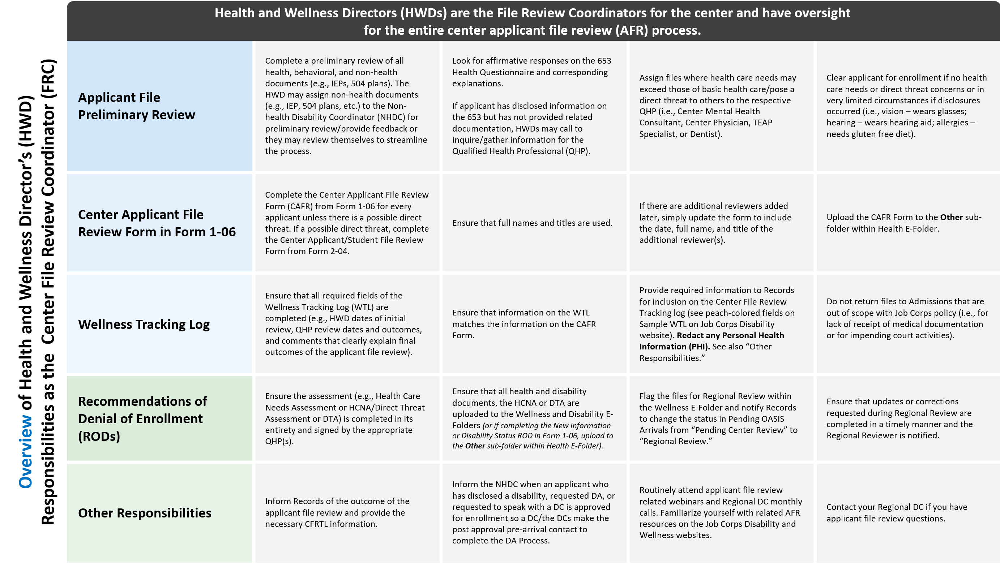 Overview of Health and Wellness Director’s (HWD)
Responsibilities as the Center File Review Coordinator (FRC)
Health and Wellness Directors (HWDs) are the File Review Coordinators for the center and have oversight
for the entire center applicant file review (AFR) process.
Applicant File
Preliminary Review
Complete a preliminary review of all
health, behavioral, and non-health
documents (e.g., IEPs, 504 plans). The
HWD may assign non-health documents
(e.g., IEP, 504 plans, etc.) to the Non-
health Disability Coordinator (NHDC) for
preliminary review/provide feedback or
they may review themselves to streamline
the process.
Look for affirmative responses on the 653
Health Questionnaire and corresponding
explanations.
If applicant has disclosed information on
the 653 but has not provided related
documentation, HWDs may call to
inquire/gather information for the
Qualified Health Professional (QHP).
Assign files where health care needs may
exceed those of basic health care/pose a
direct threat to others to the respective
QHP (i.e., Center Mental Health
Consultant, Center Physician, TEAP
Specialist, or Dentist).
Clear applicant for enrollment if no health
care needs or direct threat concerns or in
very limited circumstances if disclosures
occurred (i.e., vision – wears glasses;
hearing – wears hearing aid; allergies –
needs gluten free diet).
Center Applicant File
Review Form in Form 1-06
Complete the Center Applicant File Review
Form (CAFR) from Form 1-06 for every
applicant unless there is a possible direct
threat. If a possible direct threat, complete
the Center Applicant/Student File Review
Form from Form 2-04.
Ensure that full names and titles are used.
If there are additional reviewers added
later, simply update the form to include
the date, full name, and title of the
additional reviewer(s).
Upload the CAFR Form to the Other sub-
folder within Health E-Folder.
Wellness Tracking Log
Ensure that all required fields of the
Wellness Tracking Log (WTL) are
completed (e.g., HWD dates of initial
review, QHP review dates and outcomes,
and comments that clearly explain final
outcomes of the applicant file review).
Ensure that information on the WTL
matches the information on the CAFR
Form.
Provide required information to Records
for inclusion on the Center File Review
Tracking log (see peach-colored fields on
Sample WTL on Job Corps Disability
website). Redact any Personal Health
Information (PHI). See also “Other
Responsibilities.”
Do not return files to Admissions that are
out of scope with Job Corps policy (i.e., for
lack of receipt of medical documentation
or for impending court activities).
Recommendations of
Denial of Enrollment
(RODs)
Ensure the assessment (e.g., Health Care
Needs Assessment or HCNA/Direct Threat
Assessment or DTA) is completed in its
entirety and signed by the appropriate
QHP(s).
Ensure that all health and disability
documents, the HCNA or DTA are
uploaded to the Wellness and Disability E-
Folders (or if completing the New Information
or Disability Status ROD in Form 1-06, upload to
the Other sub-folder within Health E-Folder).
Flag the files for Regional Review within
the Wellness E-Folder and notify Records
to change the status in Pending OASIS
Arrivals from “Pending Center Review” to
“Regional Review.”
Ensure that updates or corrections
requested during Regional Review are
completed in a timely manner and the
Regional Reviewer is notified.
Other Responsibilities
Inform Records of the outcome of the
applicant file review and provide the
necessary CFRTL information.
Inform the NHDC when an applicant who
has disclosed a disability, requested DA, or
requested to speak with a DC is approved
for enrollment so a DC/the DCs make the
post approval pre-arrival contact to
complete the DA Process.
Routinely attend applicant file review
related webinars and Regional DC monthly
calls. Familiarize yourself with related AFR
resources on the Job Corps Disability and
Wellness websites.
Contact your Regional DC if you have
applicant file review questions.